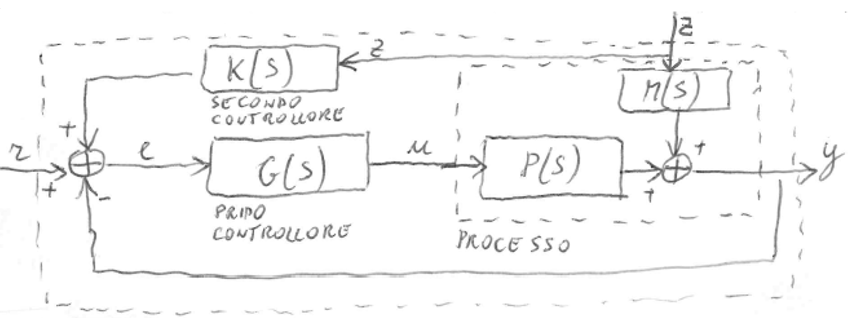 z
z
K(s)
M(s)
SECONDO
CONTROLLORE
+
+
r
e
u
y
G(s)
P(s)
+
+
-
PRIMO
CONTROLLORE
PROCESSO